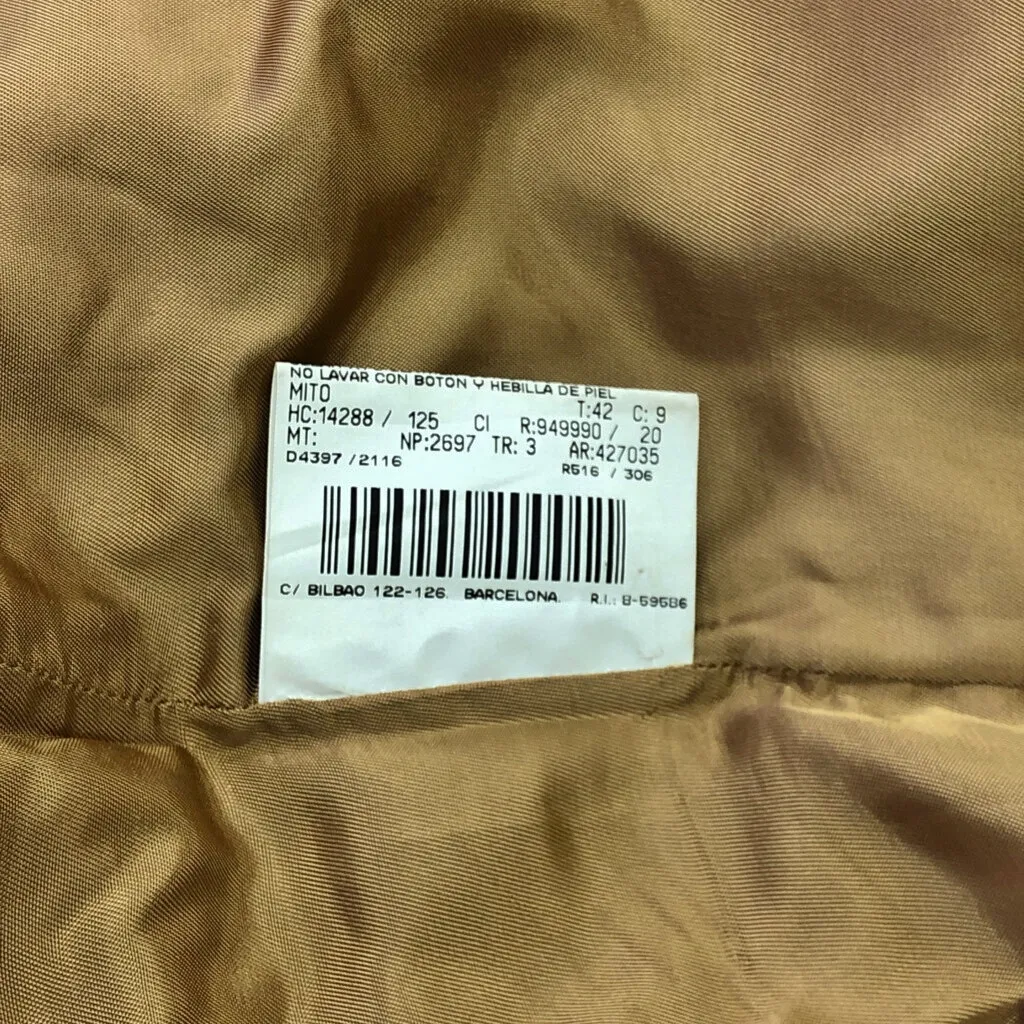 NO LAVAR CON BOTON Y HEBILLA DE PIEL
MITO T:42 C: 9
HC:14288 / 125 CI R:949990 / 20
MT: NP:2697 TR: 3 AR:427035
D4397 /2116 R516 / 306
C/ BILBAO 122-126. BARCELONA. R.I.: B-59586